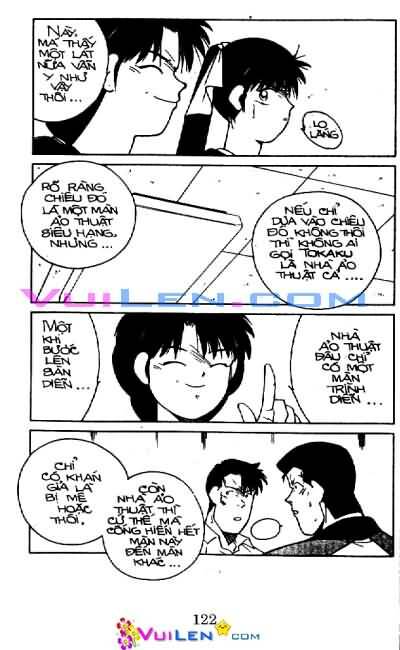 NÀY,
MÁ THẤY
MỘT LÁT
NỮA VẪN
Y NHƯ
VẬY
THÔI...
LO
LẮNG
RÕ RÀNG
CHIÊU ĐÓ
LÀ MỘT MÀN
ẢO THUẬT
SIÊU HẠNG,
NHƯNG...
NẾU CHỈ
DỰA VÀO CHIÊU
ĐÓ KHÔNG THÔI
THÌ KHÔNG AI
GỌI TOKAKU
LÀ NHÀ ẢO
THUẬT CẢ....
VUILEN.COM
MỘT
KHI
BƯỚC
LÊN
SÂN
DIỄN...
NHÀ
ẢO THUẬT
ĐÂU CHỈ
CÓ MỘT
MÀN
TRÌNH
DIỄN...
CHỈ
CÓ KHÁN
GIẢ LÀ
BỊ MÊ
HOẶC
THÔI.
CÒN
NHÀ ẢO
THUẬT THÌ
CỨ THẾ MÀ
CỐNG HIẾN HẾT
MÀN NÀY
ĐẾN MÀN
KHÁC...
122
VUILEN.COM